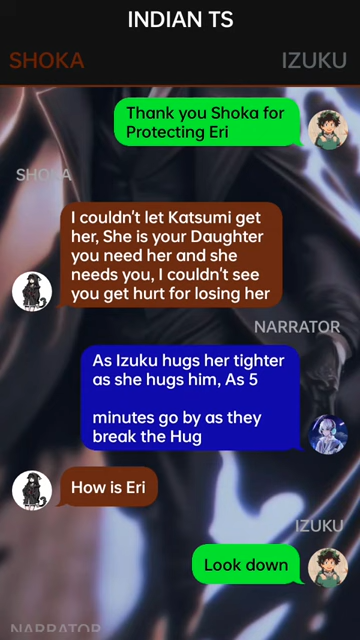 INDIAN TS
SHOKA
IZUKU
Thank you Shoka for
Protecting Eri
SHOKA
I couldn't let Katsumi get
her, She is your Daughter
you need her and she
needs you, I couldn't see
you get hurt for losing her
NARRATOR
As Izuku hugs her tighter
as she hugs him, As 5
minutes go by as they
break the Hug
How is Eri
IZUKU
Look down
NARRATOR